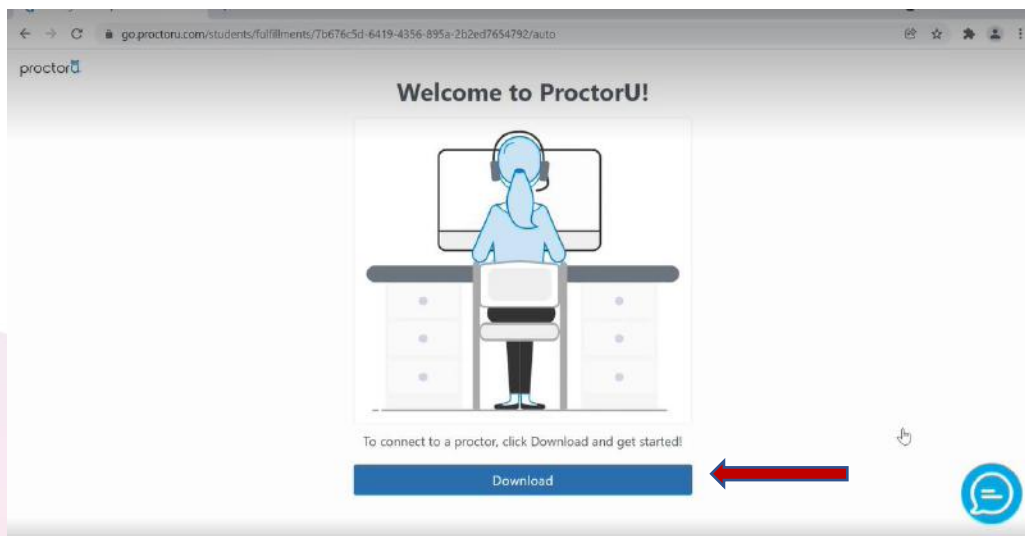 go.proctoru.com/students/fulfillments/7b676c5d-6419-4356-895a-2b2ed7654792/auto
proctorU
Welcome to ProctorU!
To connect to a proctor, click Download and get started!
Download